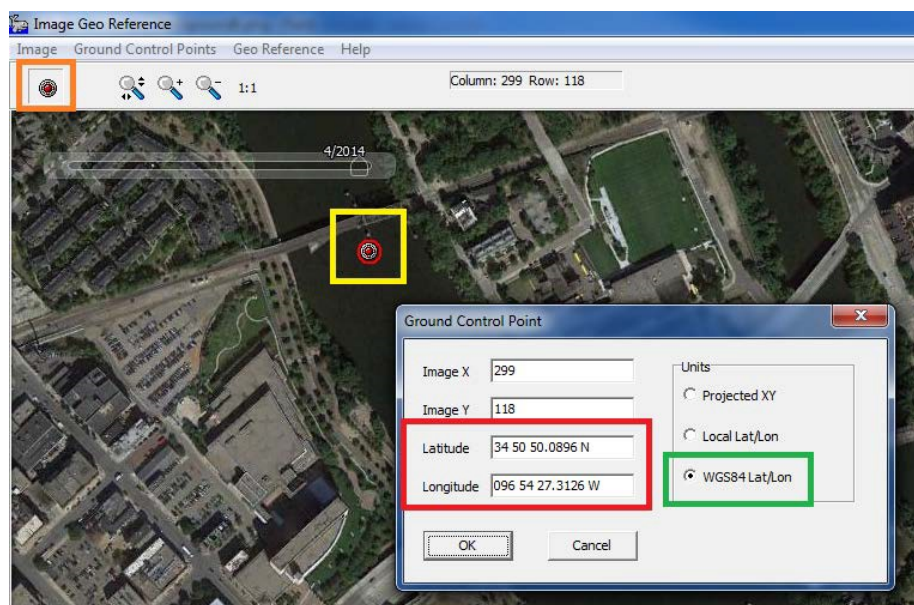 Image Geo Reference
Image Ground Control Points Geo Reference Help
1:1
Column: 299 Row: 118
4/2014
Ground Control Point
Image X 299
Image Y 118
Latitude 34 50 50.0896 N
Longitude 096 54 27.3126 W
Units
Projected XY
Local Lat/Lon
WGS84 Lat/Lon
OK Cancel